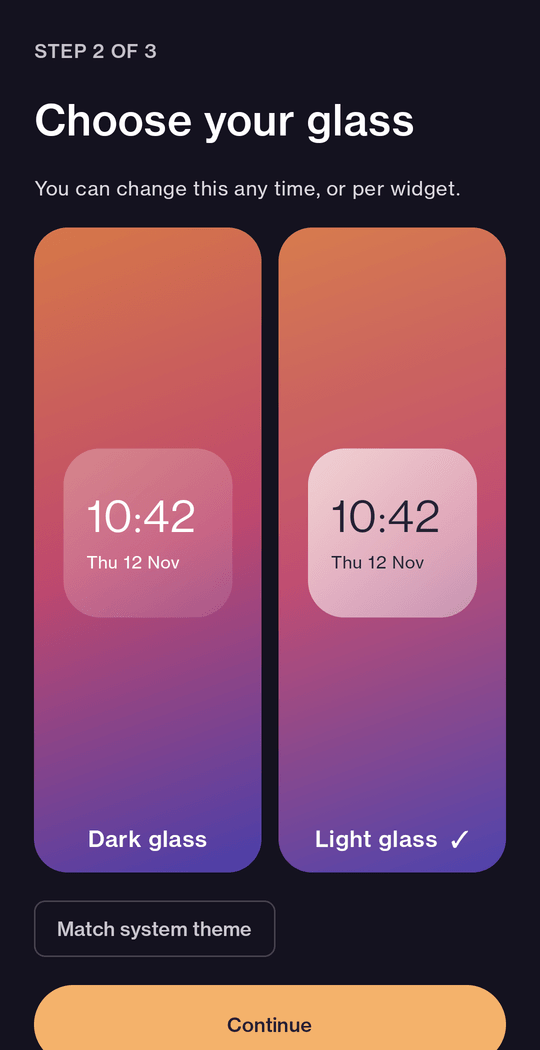 STEP 2 OF 3
Choose your glass
You can change this any time, or per widget.
10:42
Thu 12 Nov
Dark glass
10:42
Thu 12 Nov
Light glass ✓
Match system theme
Continue